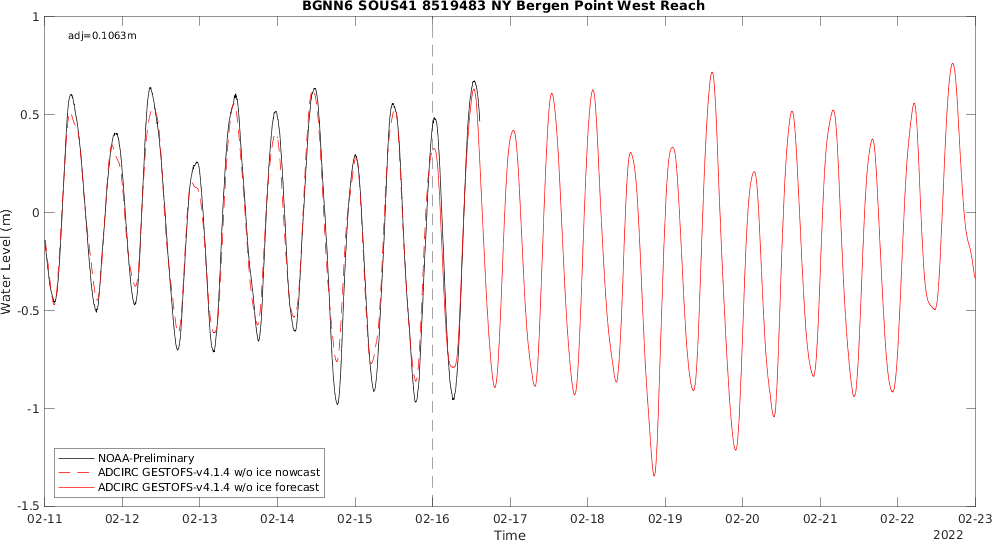 BGNN6 SOUS41 8519483 NY Bergen Point West Reach
adj=0.1063m
1
0.5
0
-0.5
-1
-1.5
Water Level (m)
NOAA-Preliminary
ADCIRC GESTOFS-v4.1.4 w/o ice nowcast
ADCIRC GESTOFS-v4.1.4 w/o ice forecast
02-11 02-12 02-13 02-14 02-15 02-16 02-17 02-18 02-19 02-20 02-21 02-22 02-23
Time
2022